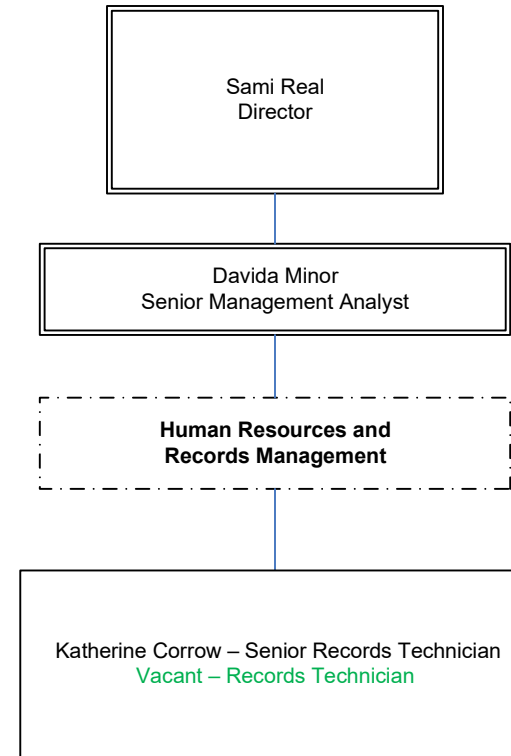 Sami Real
Director
Davida Minor
Senior Management Analyst
Human Resources and
Records Management
Katherine Corrow – Senior Records Technician
Vacant – Records Technician